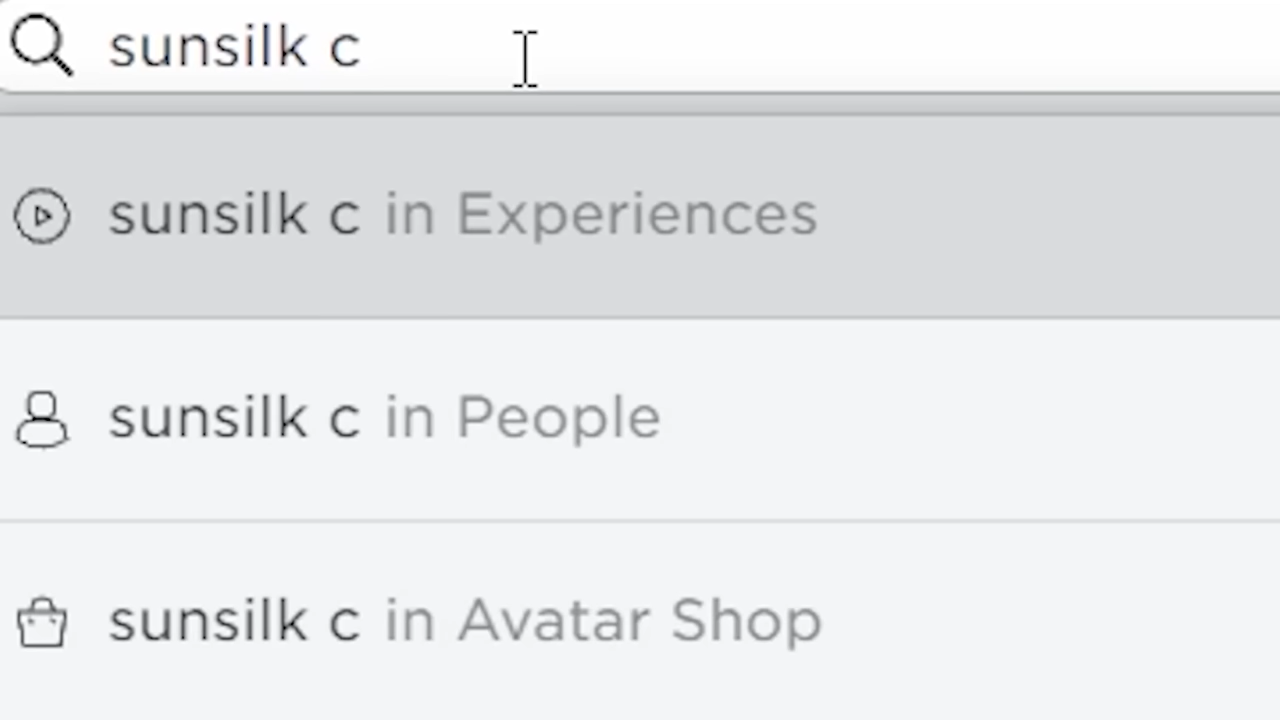 sunsilk c
sunsilk c in Experiences
sunsilk c in People
sunsilk c in Avatar Shop